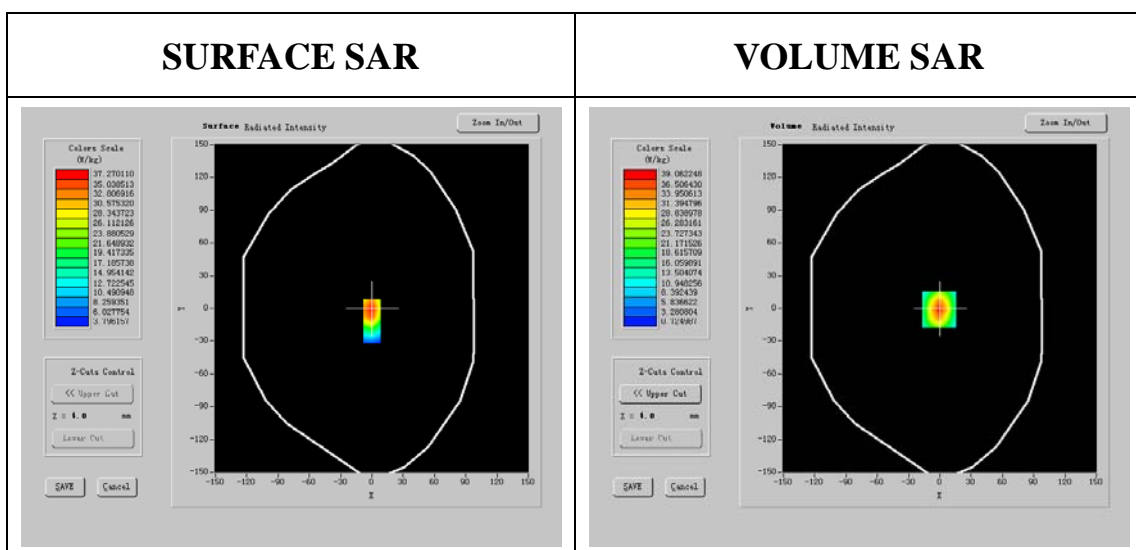 SURFACE SAR
VOLUME SAR
Surface Radiated Intensity
Zoom In/Out
Colors Scale
(W/kg)
37.270110
35.038513
32.806916
30.575320
28.343723
26.112126
23.880529
21.648932
19.417335
17.185738
14.954142
12.722545
10.490948
8.259351
6.027754
3.796157
150
90
60
30
0
-30
-60
-90
-120
-150
-150 -120 -90 -60 -30 0 30 60 90 120 150
Y
X
Z-Cuts Control
<< Upper Cut
Z = 4.0 mm
Lower Cut
SAVE
Cancel
Volume Radiated Intensity
Zoom In/Out
Colors Scale
(W/kg)
39.062248
36.506430
33.950613
31.394796
28.838978
26.283161
23.727343
21.171526
18.615709
16.059891
13.504074
10.948256
8.392439
5.836622
3.280804
0.724987
150
90
60
30
0
-30
-60
-90
-120
-150
-150 -120 -90 -60 -30 0 30 60 90 120 150
Y
X
Z-Cuts Control
<< Upper Cut
Z = 4.0 mm
Lower Cut
SAVE
Cancel